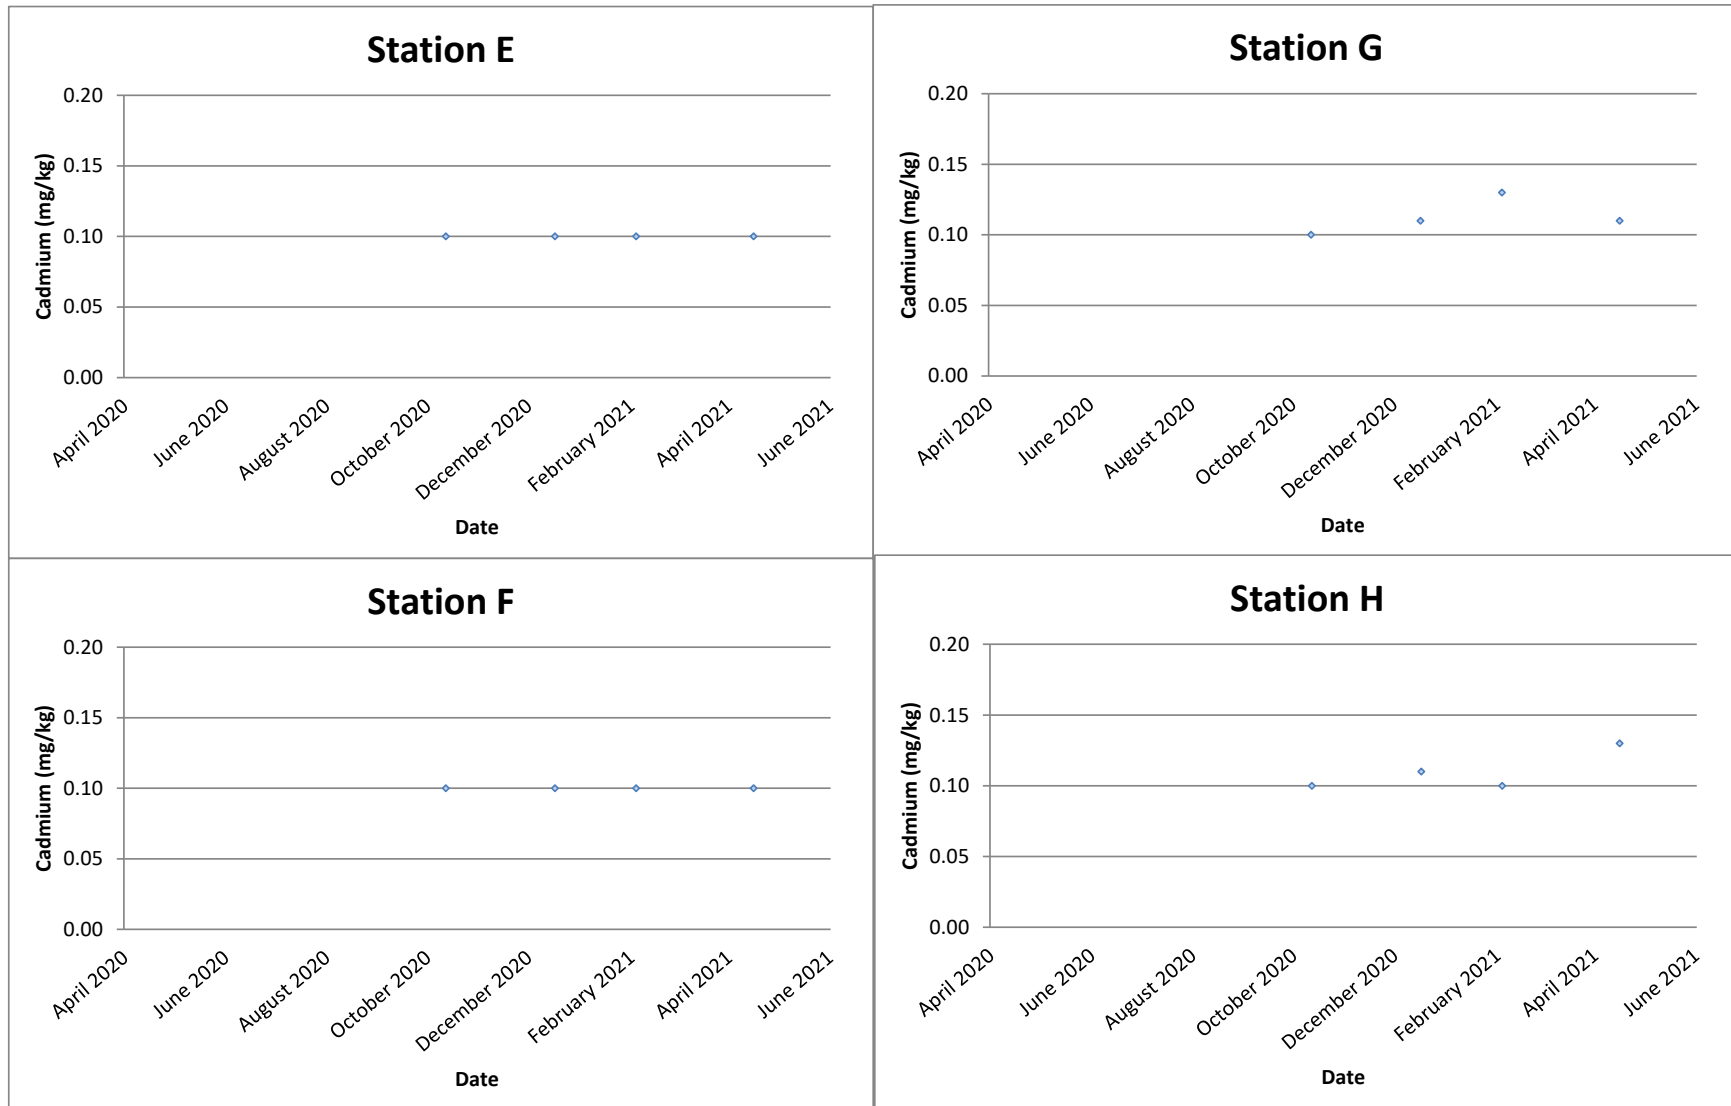 Station E
Cadmium (mg/kg)
0.20
0.15
0.10
0.05
0.00
April 2020
June 2020
August 2020
October 2020
December 2020
February 2021
April 2021
June 2021
Date
Station G
Cadmium (mg/kg)
0.20
0.15
0.10
0.05
0.00
April 2020
June 2020
August 2020
October 2020
December 2020
February 2021
April 2021
June 2021
Date
Station F
Cadmium (mg/kg)
0.20
0.15
0.10
0.05
0.00
April 2020
June 2020
August 2020
October 2020
December 2020
February 2021
April 2021
June 2021
Date
Station H
Cadmium (mg/kg)
0.20
0.15
0.10
0.05
0.00
April 2020
June 2020
August 2020
October 2020
December 2020
February 2021
April 2021
June 2021
Date